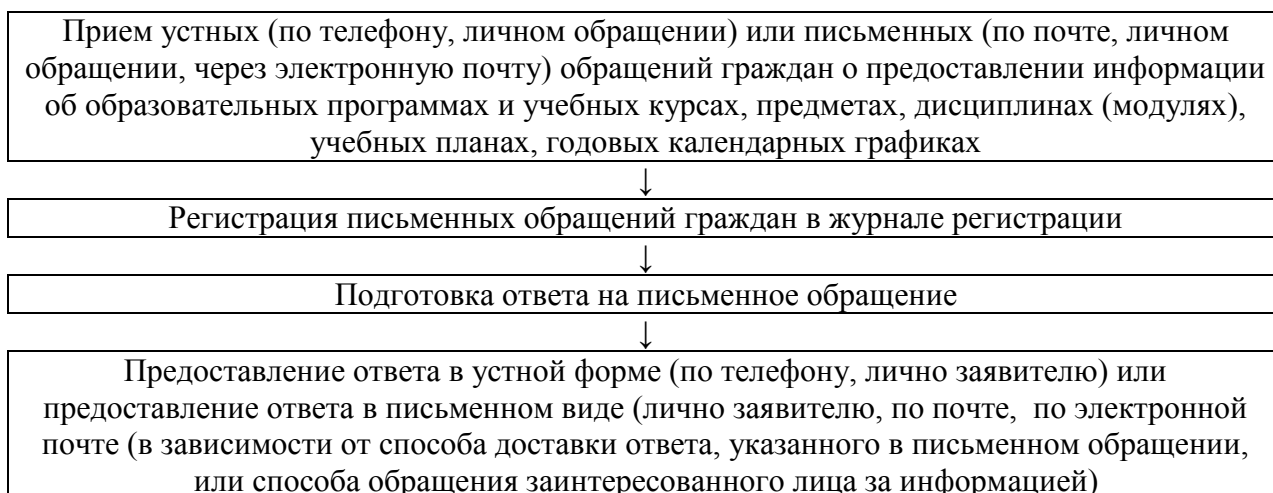 Прием устных (по телефону, личном обращении) или письменных (по почте, личном
обращении, через электронную почту) обращений граждан о предоставлении информации
об образовательных программах и учебных курсах, предметах, дисциплинах (модулях),
учебных планах, годовых календарных графиках
↓
Регистрация письменных обращений граждан в журнале регистрации
↓
Подготовка ответа на письменное обращение
↓
Предоставление ответа в устной форме (по телефону, лично заявителю) или
предоставление ответа в письменном виде (лично заявителю, по почте, по электронной
почте (в зависимости от способа доставки ответа, указанного в письменном обращении,
или способа обращения заинтересованного лица за информацией)